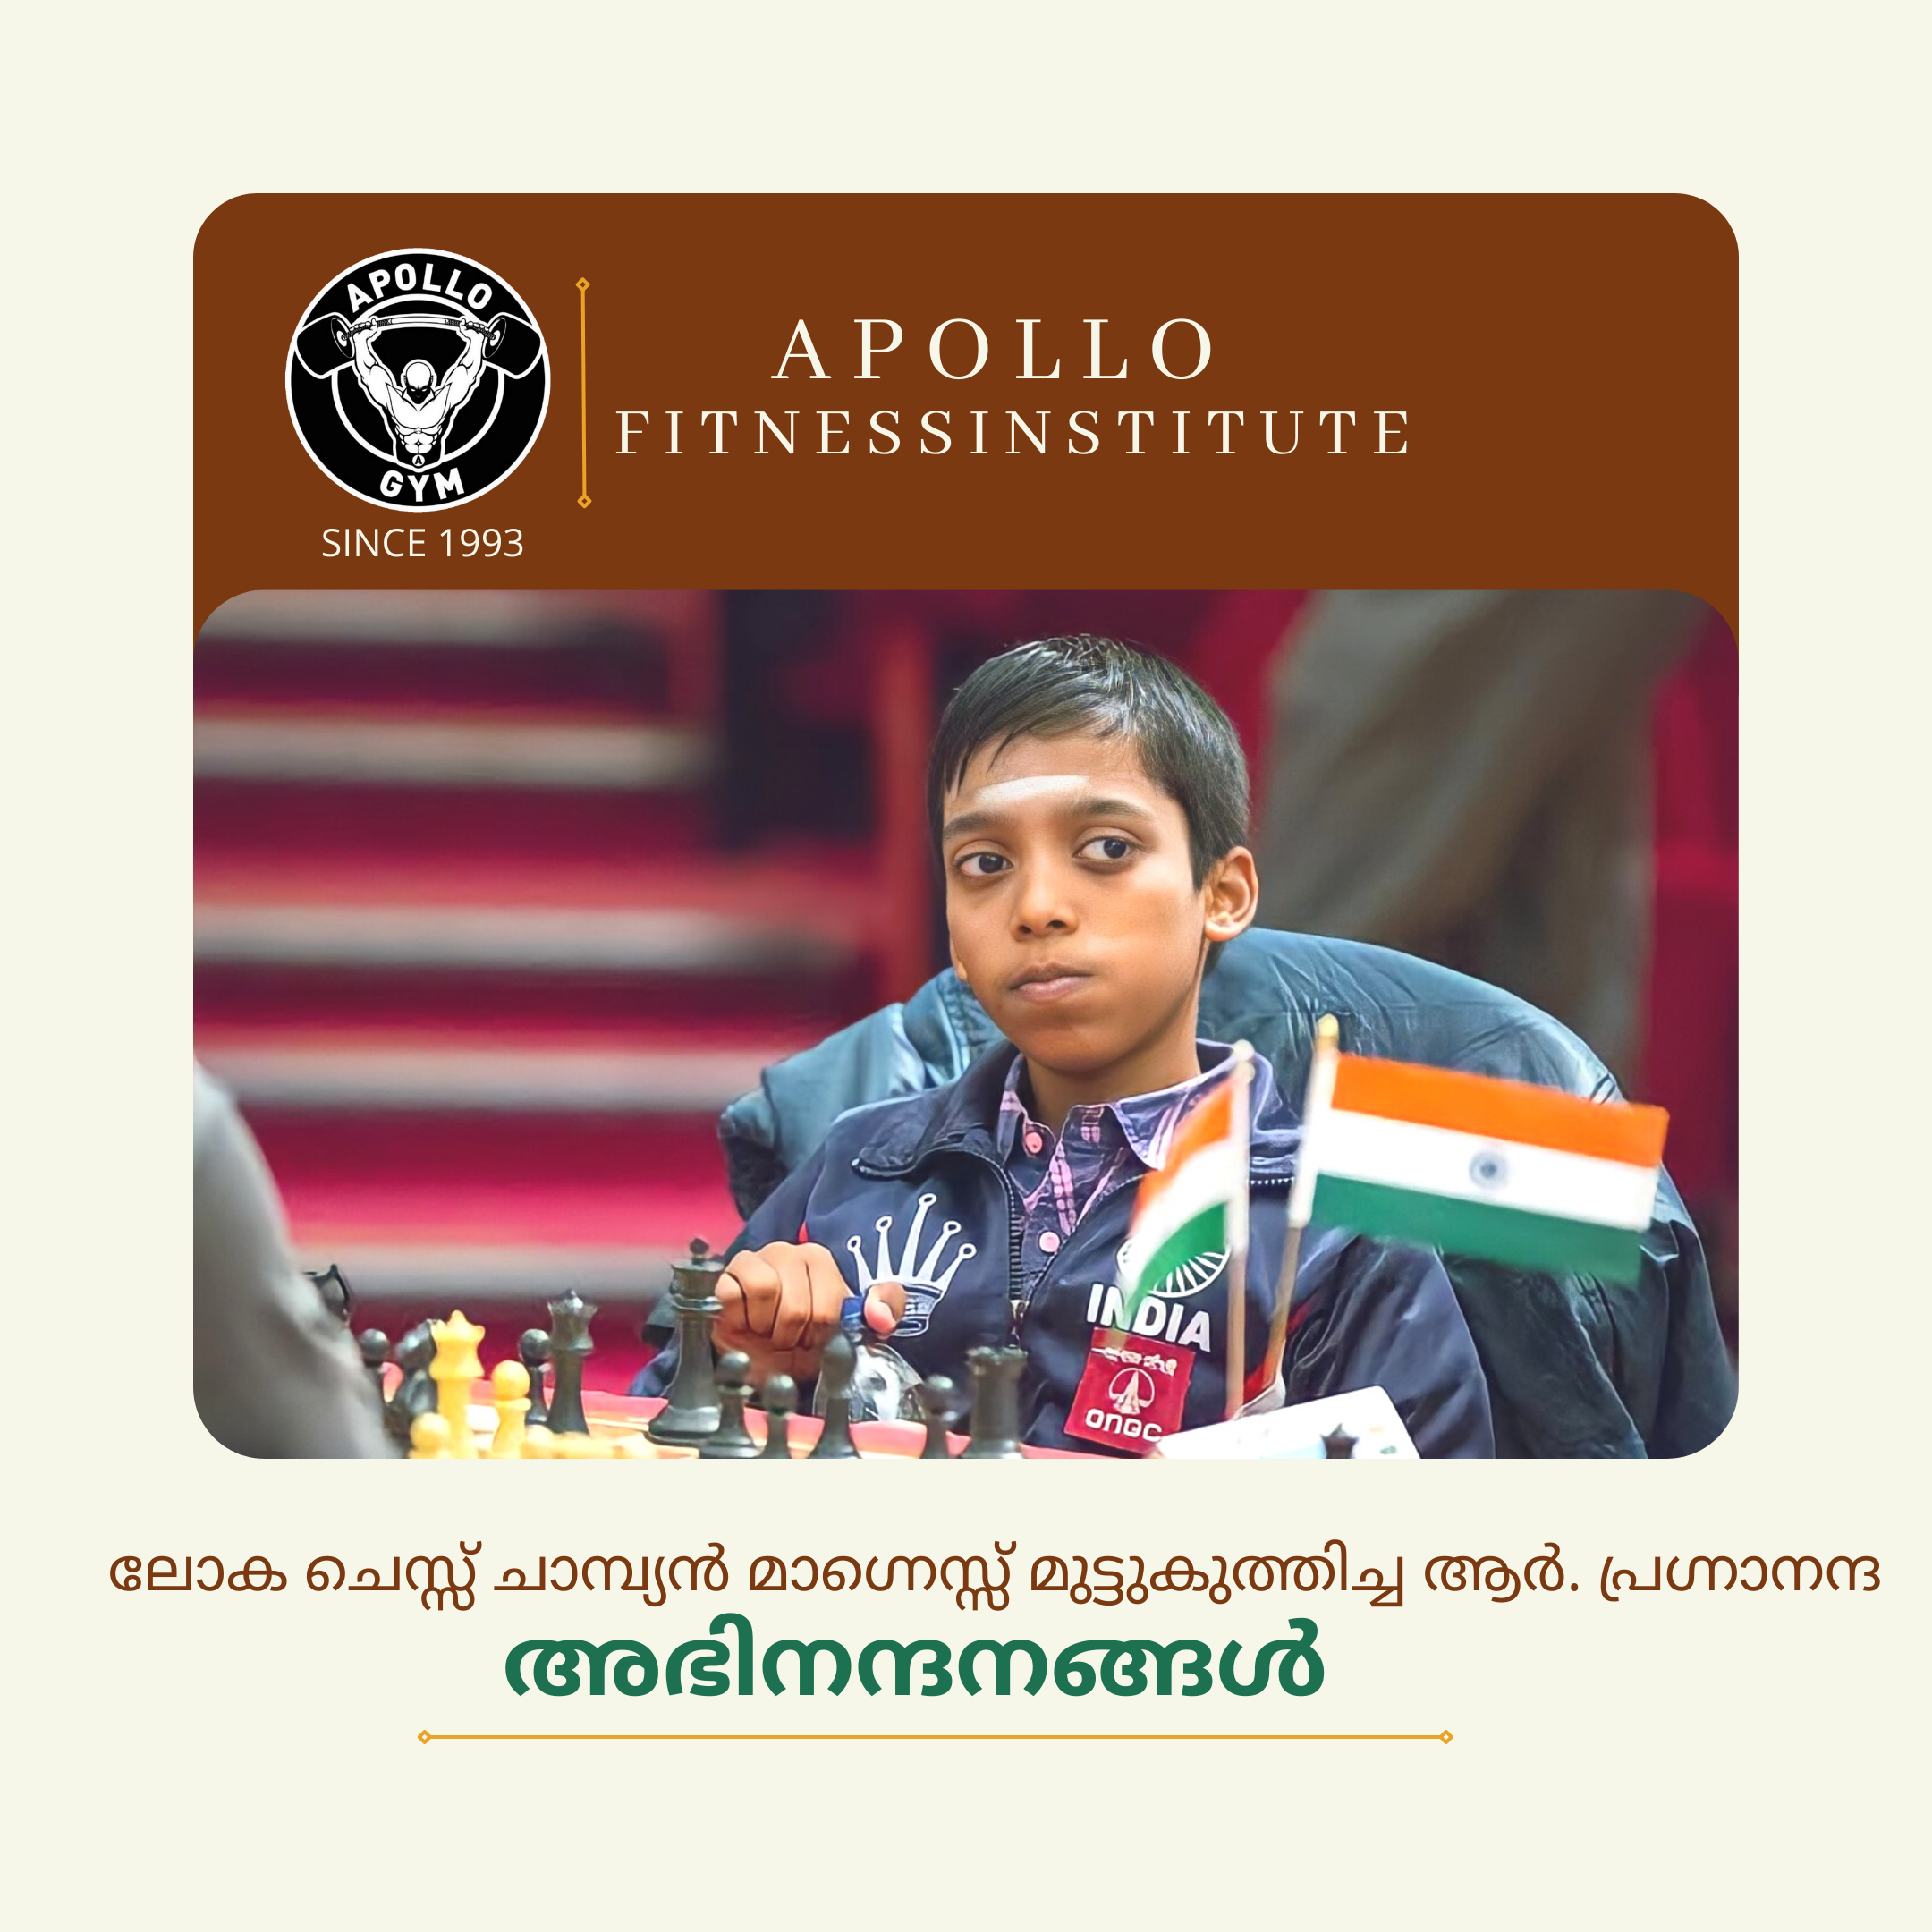 APOLLO
GYM
SINCE 1993
APOLLO
FITNESSINSTITUTE
INDIA
ONGC
ലോക ചെസ്സ് ചാമ്പ്യൻ മാഗ്നെസ്സ് മുട്ടുകുത്തിച്ച ആർ. പ്രഗ്നാനന്ദ
അഭിനന്ദനങ്ങൾ